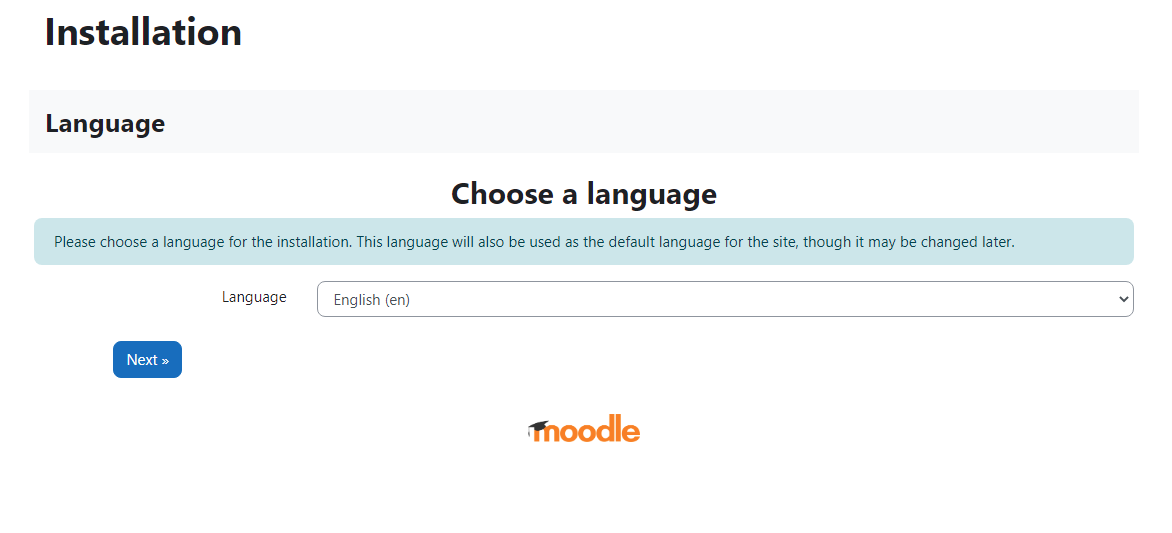 Installation
Language
Choose a language
Please choose a language for the installation. This language will also be used as the default language for the site, though it may be changed later.
Language
English (en)
Next »
moodle